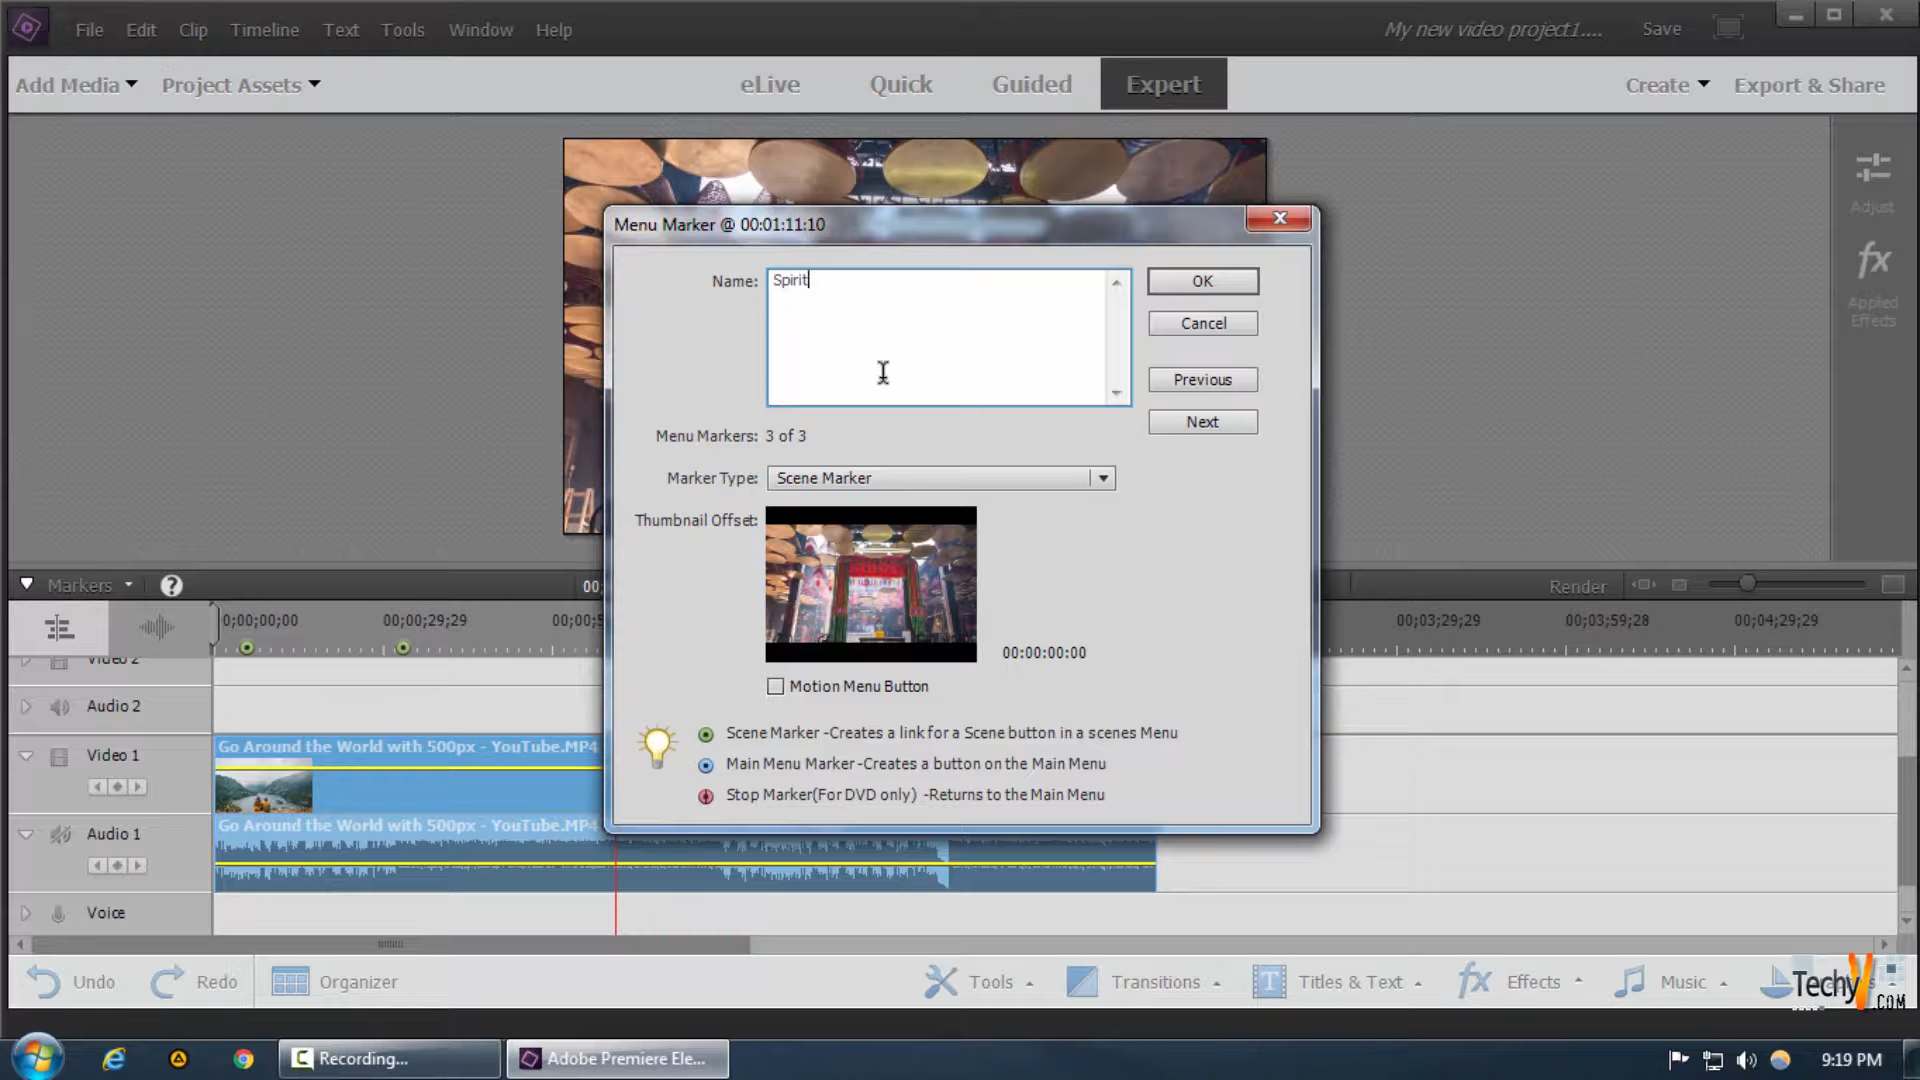 File Edit Clip Timeline Text Tools Window Help
My new video project1....
Save
Add Media
Project Assets
eLive
Quick
Guided
Expert
Create
Export & Share
Adjust
fx
Applied
Effects
Menu Marker @ 00:01:11:10
Name:
Spirit
OK
Cancel
Previous
Next
Menu Markers: 3 of 3
Marker Type:
Scene Marker
Thumbnail Offset:
00:00:00:00
Motion Menu Button
Scene Marker -Creates a link for a Scene button in a scenes Menu
Main Menu Marker -Creates a button on the Main Menu
Stop Marker(For DVD only) -Returns to the Main Menu
Markers
?
00;
Render
0;00;00;00
00;00;29;29
00;00;5
00;03;29;29
00;03;59;28
00;04;29;29
Video 2
Audio 2
Video 1
Go Around the World with 500px - YouTube.MP4
Audio 1
Go Around the World with 500px - YouTube.MP4
Voice
Undo
Redo
Organizer
Tools
Transitions
T
Titles & Text
fx
Effects
Music
TechyV
.COM
Recording...
Adobe Premiere Ele...
9:19 PM